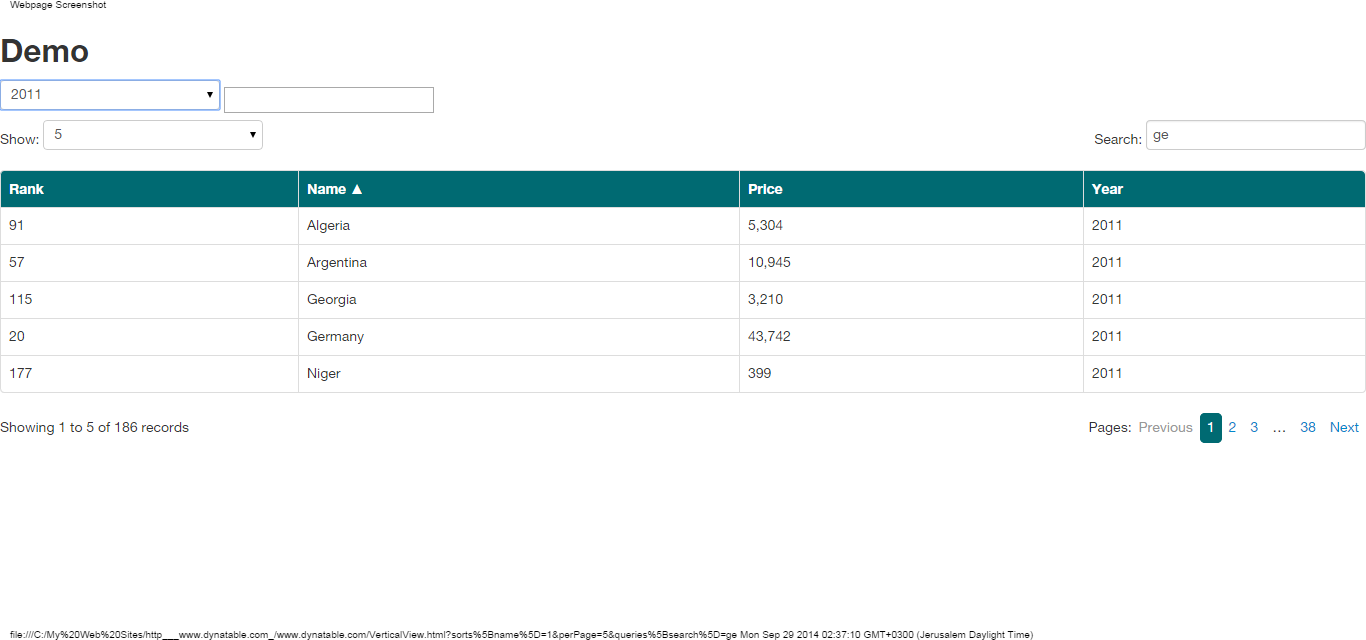 Webpage Screenshot
Demo
2011 ▼
Show: 5 ▼ Search: ge
Rank Name ▲ Price Year
91 Algeria 5,304 2011
57 Argentina 10,945 2011
115 Georgia 3,210 2011
20 Germany 43,742 2011
177 Niger 399 2011
Showing 1 to 5 of 186 records Pages: Previous 1 2 3 … 38 Next
file:///C:/My%20Web%20Sites/http___www.dynatable.com_/www.dynatable.com/VerticalView.html?sorts%5Bname%5D=1&perPage=5&queries%5Bsearch%5D=ge Mon Sep 29 2014 02:37:10 GMT+0300 (Jerusalem Daylight Time)